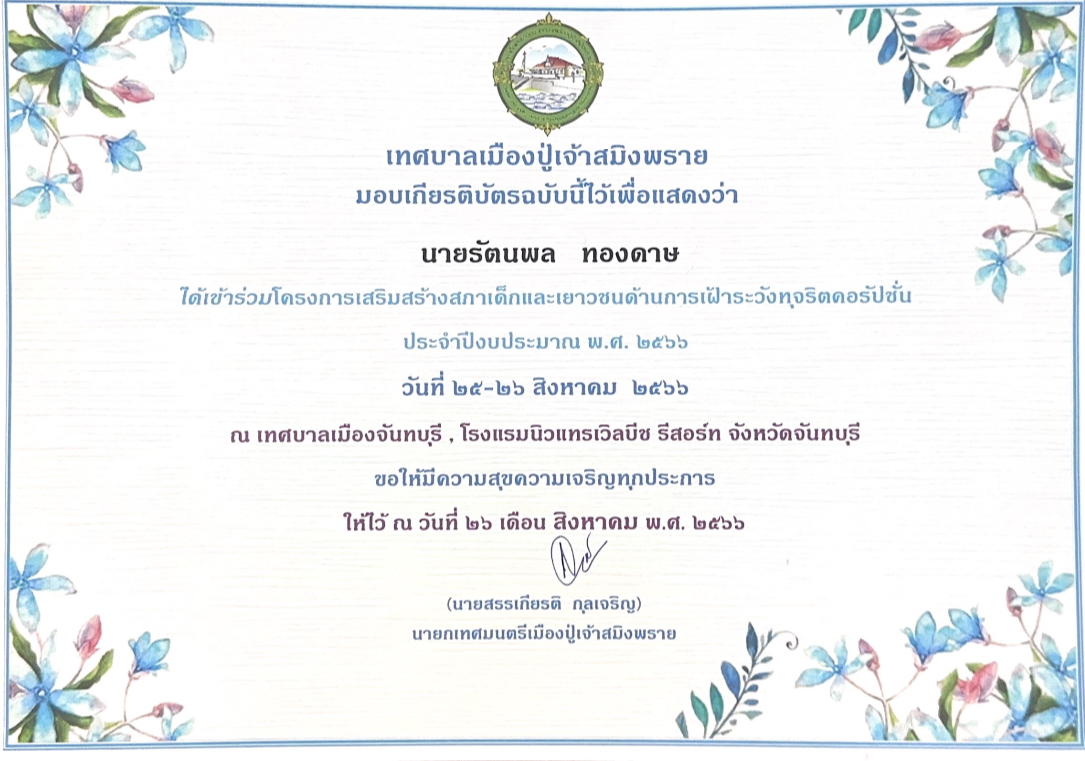 เทศบาลเมืองปู่เจ้าสมิงพราย
มอบเกียรติบัตรฉบับนี้ไว้เพื่อแสดงว่า
นายรัตนพล ทองดาษ
ได้เข้าร่วมโครงการเสริมสร้างสภาเด็กและเยาวชนด้านการเฝ้าระวังทุจริตคอรัปชั่น
ประจำปีงบประมาณ พ.ศ. ๒๕๖๖
วันที่ ๒๕-๒๖ สิงหาคม ๒๕๖๖
ณ เทศบาลเมืองจันทบุรี , โรงแรมนิวแทรเวิลบีช รีสอร์ท จังหวัดจันทบุรี
ขอให้มีความสุขความเจริญทุกประการ
ให้ไว้ ณ วันที่ ๒๖ เดือน สิงหาคม พ.ศ. ๒๕๖๖
(นายสรรเกียรติ กุลเจริญ)
นายกเทศมนตรีเมืองปู่เจ้าสมิงพราย